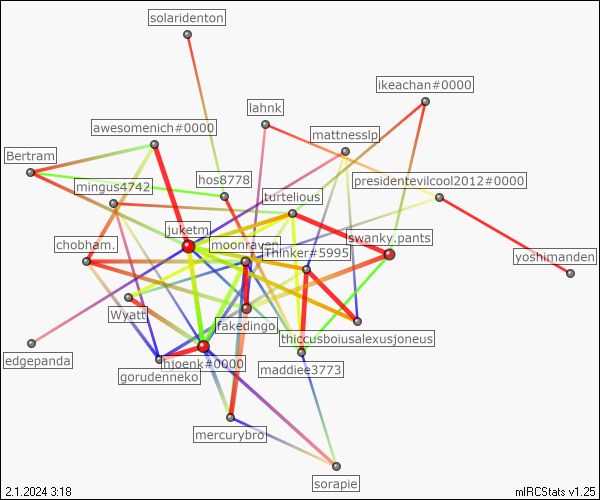 solaridenton
ikeachan#0000
lahnk
awesomenich#0000
mattnesslp
Bertram
hos8778
presidentevilcool2012#0000
mingus4742
turtelious
juketm
swanky.pants
chobham.
moonraven
Thinker#5995
yoshimanden
Wyatt
fakedingo
thiccusboiusalexusjoneus
edgepanda
hjoenk#0000
maddiee3773
gorudenneko
mercurybro
sorapie
2.1.2024 3:18
mIRCStats v1.25